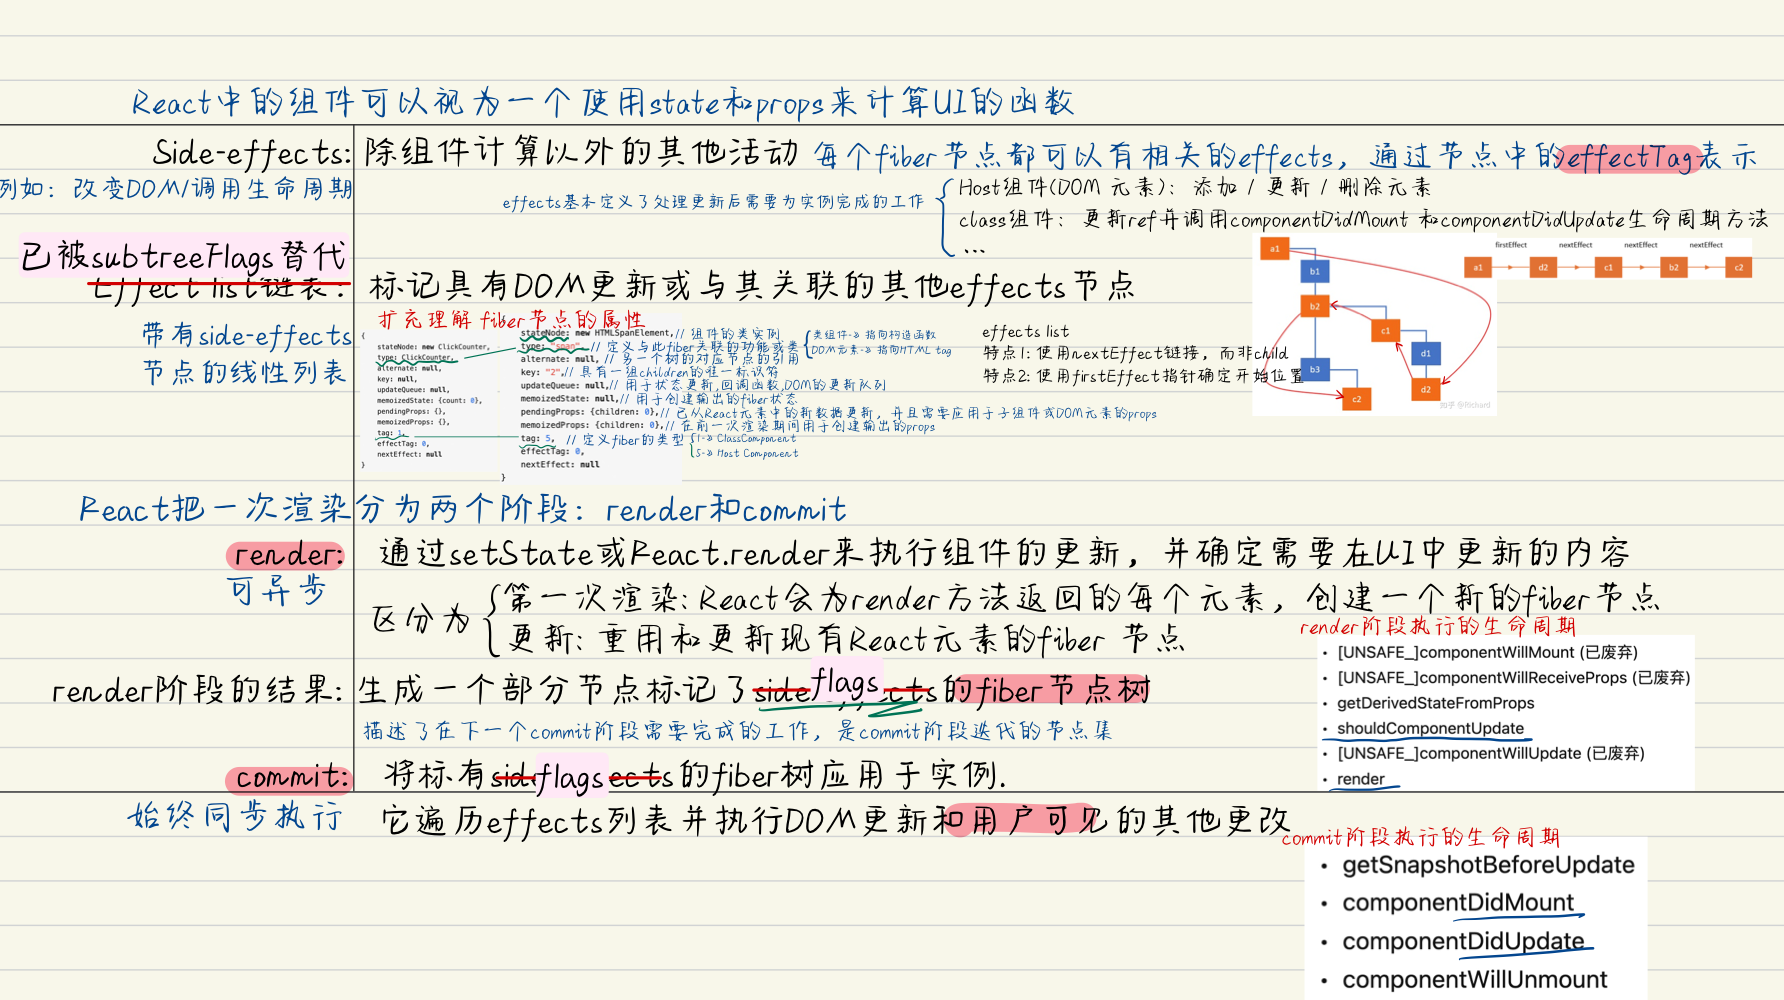 React中的组件可以视为一个使用state和props来计算UI的函数
Side-effects: 除组件计算以外的其他活动
每个fiber节点都可以有相关的effects，通过节点中的effectTag表示
例如：改变DOM/调用生命周期
effects基本定义了处理更新后需要为实例完成的工作
Host组件(DOM 元素)：添加 / 更新 / 删除元素
class组件：更新ref并调用componentDidMount 和componentDidUpdate生命周期方法
...
已被subtreeFlags替代
Effect list链表：标记具有DOM更新或与其关联的其他effects节点
带有side-effects
节点的线性列表
扩充理解 fiber节点的属性
{
stateNode: new ClickCounter,
type: ClickCounter,
alternate: null,
key: null,
updateQueue: null,
memoizedState: {count: 0},
pendingProps: {},
memoizedProps: {},
tag: 1,
effectTag: 0,
nextEffect: null
}
stateNode: new HTMLSpanElement, // 组件的类实例
type: "span", // 定义与此fiber关联的功能或类
类组件-> 指向构造函数
DOM元素-> 指向HTML tag
alternate: null, // 另一个树的对应节点的引用
key: "2", // 具有一组children的唯一标识符
updateQueue: null, // 用于状态更新,回调函数,DOM的更新队列
memoizedState: null, // 用于创建输出的fiber状态
pendingProps: {children: 0}, // 已从React元素中的新数据更新，并且需要应用于子组件或DOM元素的props
memoizedProps: {children: 0}, // 在前一次渲染期间用于创建输出的props
tag: 5, // 定义fiber的类型
1-> ClassComponent
5-> Host Component
effectTag: 0,
nextEffect: null
}
effects list
特点1: 使用nextEffect链接，而非child
特点2: 使用firstEffect指针确定开始位置
a1
b1
b2
c1
d1
b3
d2
c2
知乎 @Richard
firstEffect nextEffect nextEffect nextEffect
a1 d2 c1 b2 c2
React把一次渲染分为两个阶段：render和commit
render: 通过setState或React.render来执行组件的更新，并确定需要在UI中更新的内容
可异步
区分为
第一次渲染: React会为render方法返回的每个元素，创建一个新的fiber节点
更新: 重用和更新现有React元素的fiber 节点
render阶段执行的生命周期
• [UNSAFE_]componentWillMount (已废弃)
• [UNSAFE_]componentWillReceiveProps (已废弃)
• getDerivedStateFromProps
• shouldComponentUpdate
• [UNSAFE_]componentWillUpdate (已废弃)
• render
render阶段的结果: 生成一个部分节点标记了side flags cts的fiber节点树
描述了在下一个commit阶段需要完成的工作，是commit阶段迭代的节点集
commit: 将标有sid flags ects的fiber树应用于实例.
始终同步执行
它遍历effects列表并执行DOM更新和用户可见的其他更改
commit阶段执行的生命周期
• getSnapshotBeforeUpdate
• componentDidMount
• componentDidUpdate
• componentWillUnmount